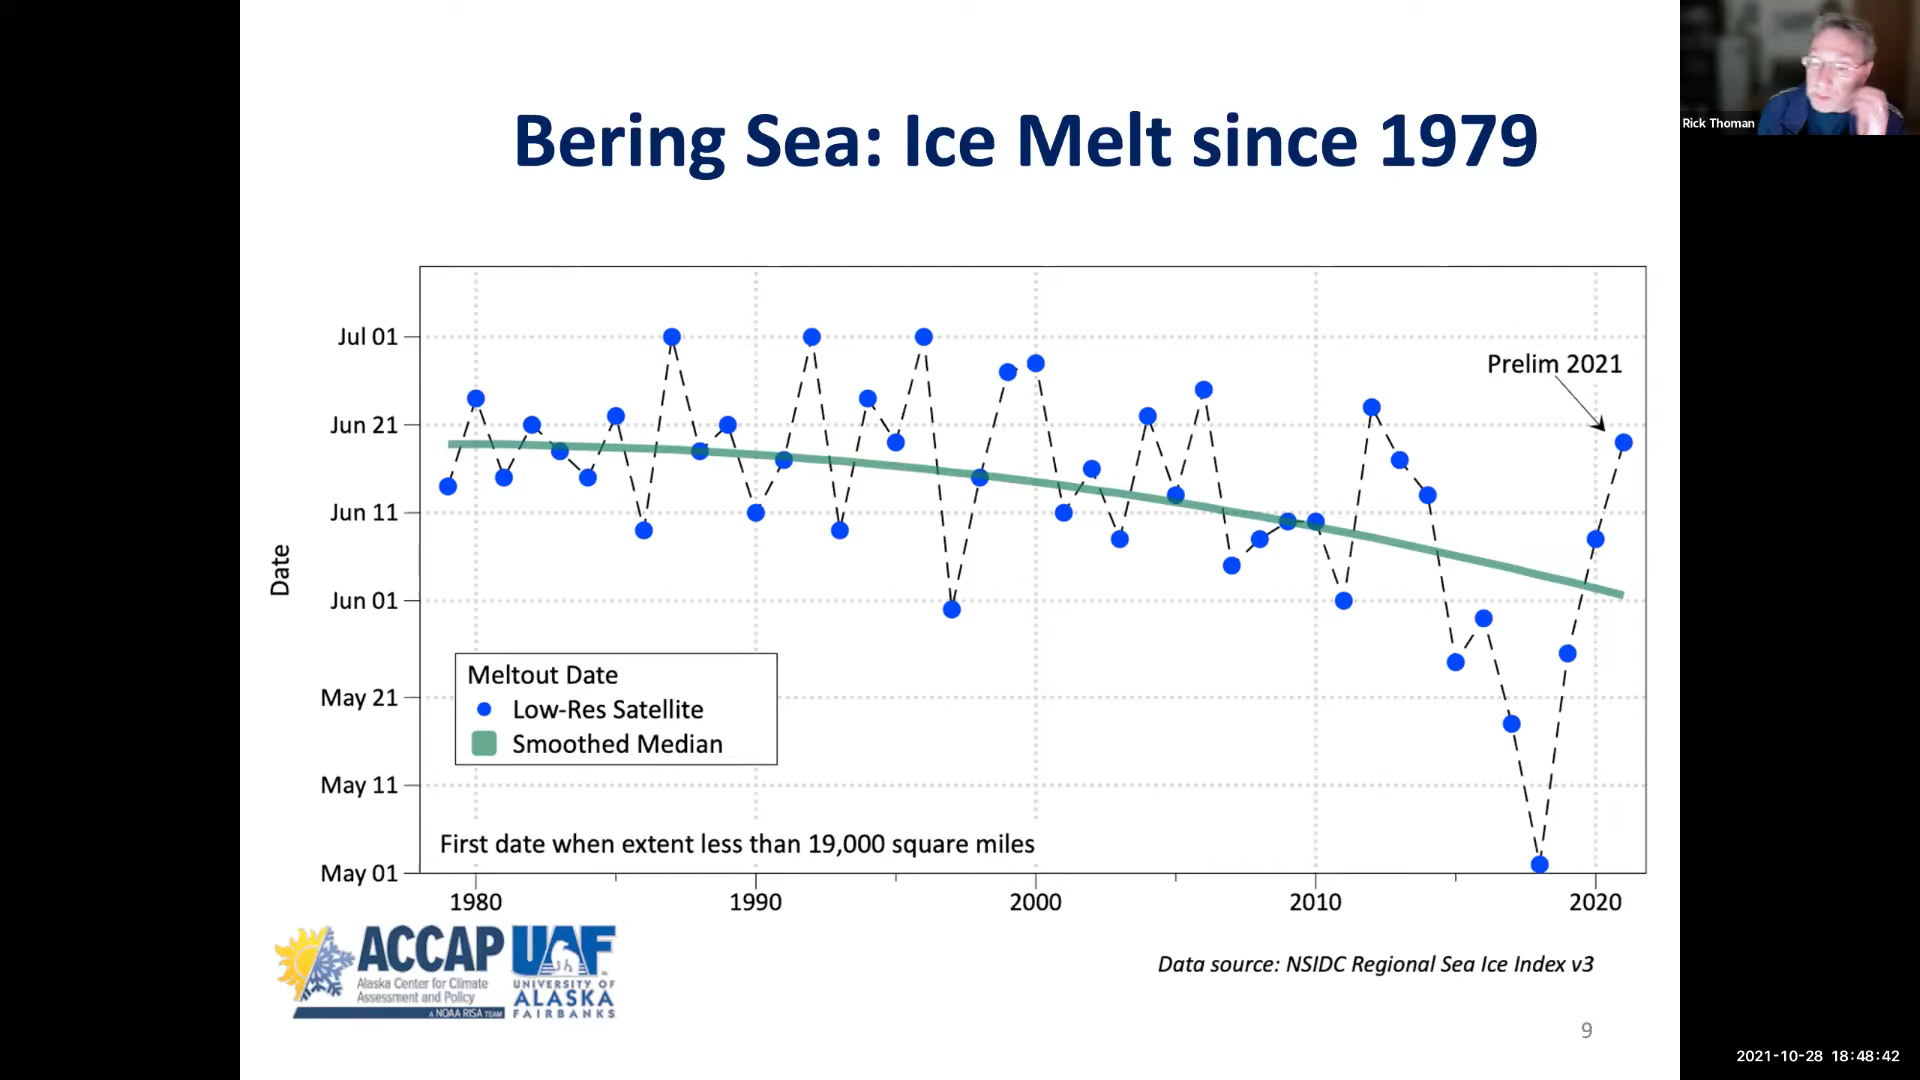 Bering Sea: Ice Melt since 1979
Rick Thoman
Jul 01
Jun 21
Jun 11
Jun 01
May 21
May 11
May 01
Date
Prelim 2021
Meltout Date
Low-Res Satellite
Smoothed Median
First date when extent less than 19,000 square miles
1980 1990 2000 2010 2020
ACCAP
Alaska Center for Climate
Assessment and Policy
A NOAA RISA TEAM
UAF
UNIVERSITY OF
ALASKA
FAIRBANKS
Data source: NSIDC Regional Sea Ice Index v3
9
2021-10-28 18:48:42